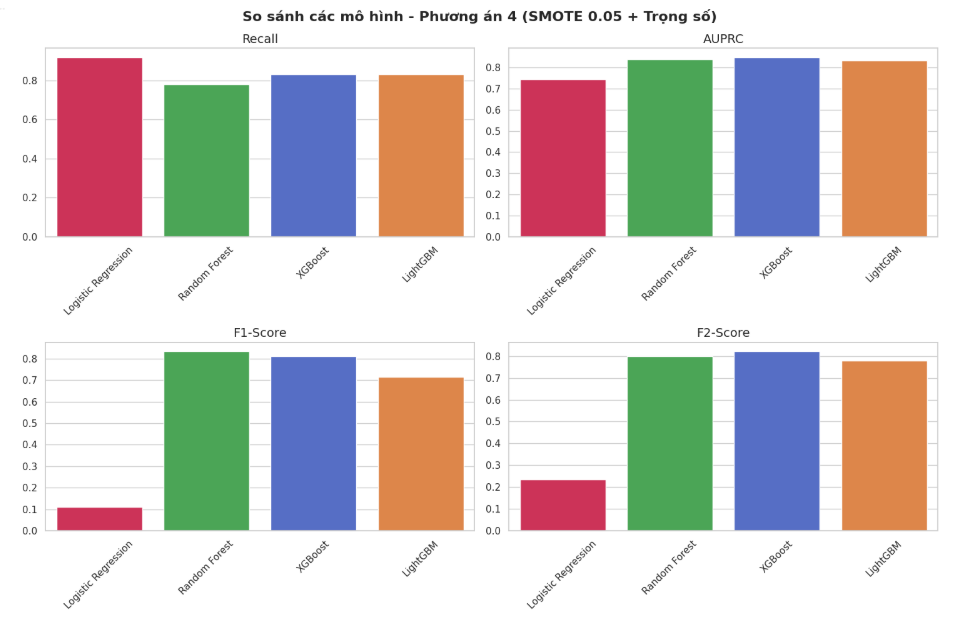 So sánh các mô hình - Phương án 4 (SMOTE 0.05 + Trọng số)
Recall
0.8
0.6
0.4
0.2
0.0
Logistic Regression
Random Forest
XGBoost
LightGBM
AUPRC
0.8
0.7
0.6
0.5
0.4
0.3
0.2
0.1
0.0
Logistic Regression
Random Forest
XGBoost
LightGBM
F1-Score
0.8
0.7
0.6
0.5
0.4
0.3
0.2
0.1
0.0
Logistic Regression
Random Forest
XGBoost
LightGBM
F2-Score
0.8
0.7
0.6
0.5
0.4
0.3
0.2
0.1
0.0
Logistic Regression
Random Forest
XGBoost
LightGBM